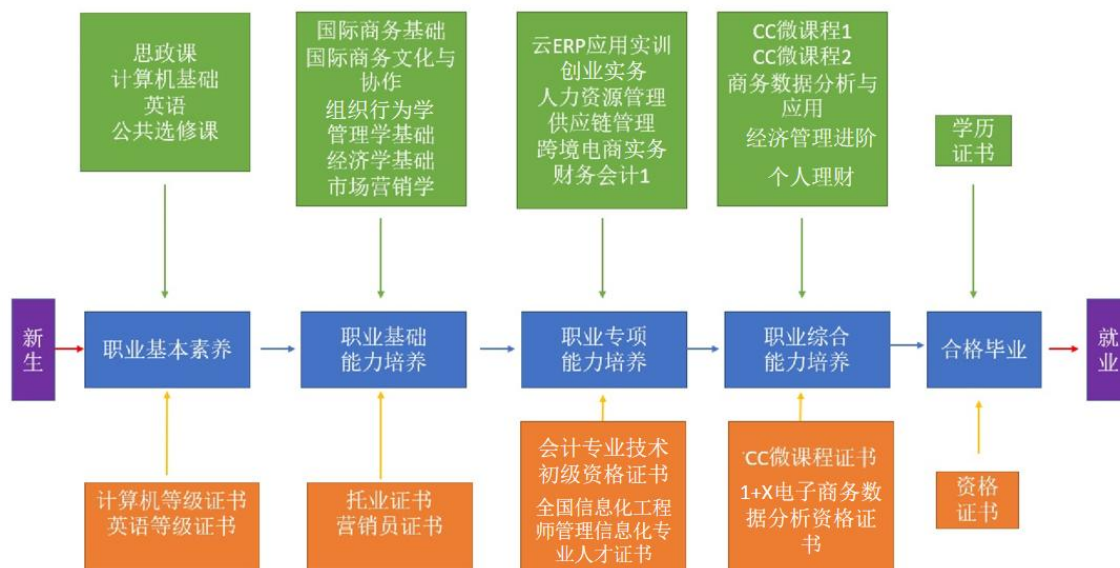 思政课
计算机基础
英语
公共选修课
国际商务基础
国际商务文化与
协作
组织行为学
管理学基础
经济学基础
市场营销学
云ERP应用实训
创业实务
人力资源管理
供应链管理
跨境电商实务
财务会计1
CC微课程1
CC微课程2
商务数据分析与
应用
经济管理进阶
个人理财
学历
证书
新
生
职业基本素养
职业基础
能力培养
职业专项
能力培养
职业综合
能力培养
合格毕业
就
业
计算机等级证书
英语等级证书
托业证书
营销员证书
会计专业技术
初级资格证书
全国信息化工程
师管理信息化专
业人才证书
CC微课程证书
1+X电子商务数
据分析资格证
书
资格
证书